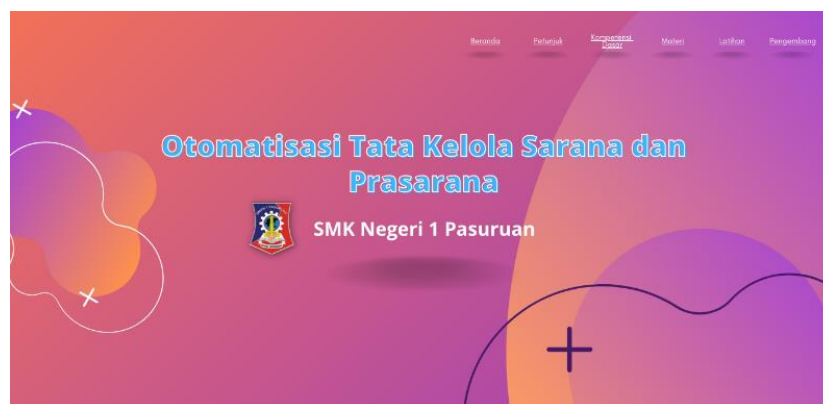 Beranda
Petunjuk
Kompetensi
Dasar
Materi
Latihan
Pengembang
Otomatisasi Tata Kelola Sarana dan
Prasarana
SMK Negeri 1 Pasuruan